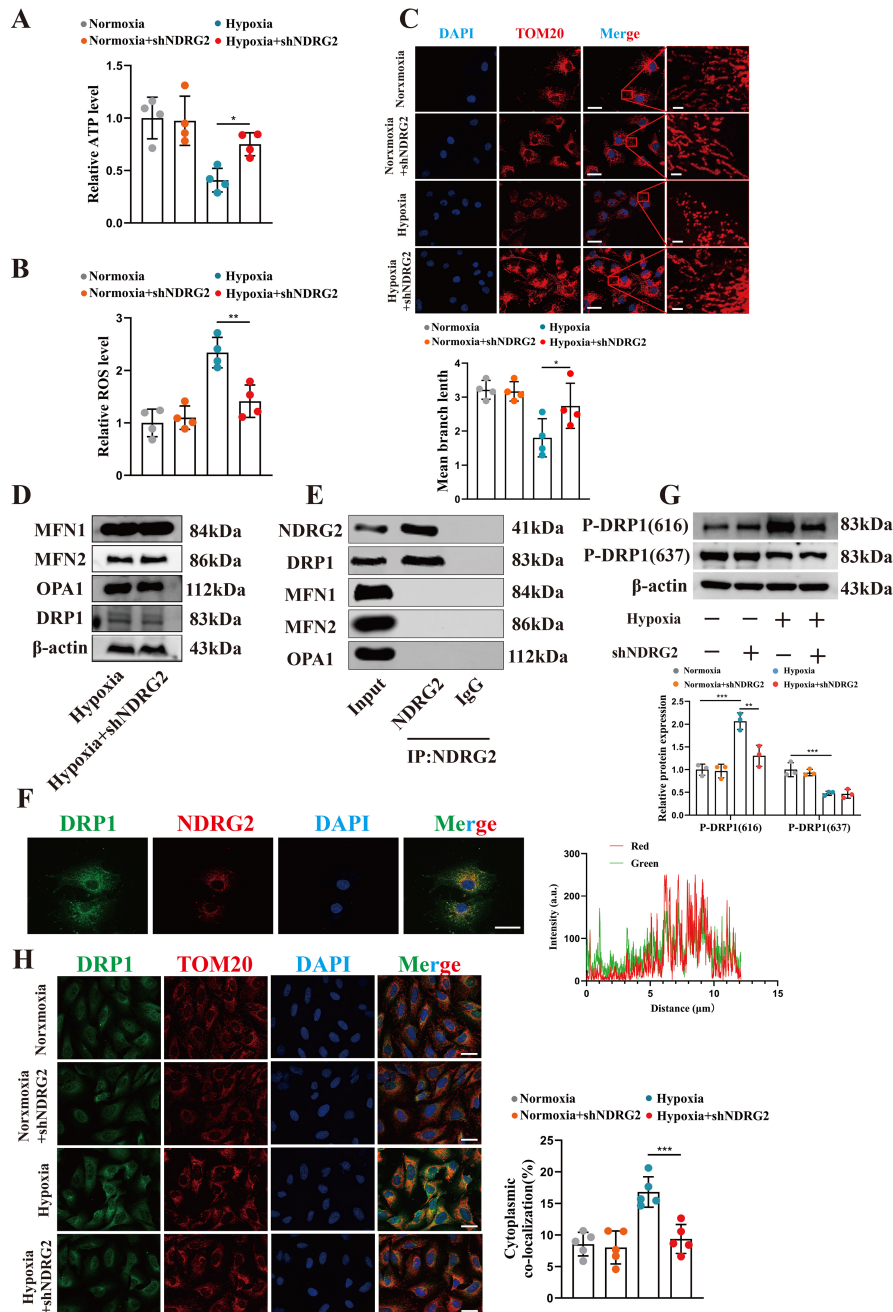 A
Normoxia Hypoxia
Normoxia+shNDRG2 Hypoxia+shNDRG2
Relative ATP level
1.5
1.0
0.5
0.0
*
B
Normoxia Hypoxia
Normoxia+shNDRG2 Hypoxia+shNDRG2
Relative ROS level
3
2
1
0
**
C
DAPI TOM20 Merge
Norxmoxia
Norxmoxia
+shNDRG2
Hypoxia
Hypoxia
+shNDRG2
Normoxia Hypoxia
Normoxia+shNDRG2 Hypoxia+shNDRG2
Mean branch lenth
4
3
2
1
0
*
D
MFN1 84kDa
MFN2 86kDa
OPA1 112kDa
DRP1 83kDa
β-actin 43kDa
Hypoxia
Hypoxia+shNDRG2
E
NDRG2 41kDa
DRP1 83kDa
MFN1 84kDa
MFN2 86kDa
OPA1 112kDa
Input NDRG2 IgG
IP:NDRG2
G
P-DRP1(616) 83kDa
P-DRP1(637) 83kDa
β-actin 43kDa
Hypoxia — — + +
shNDRG2 — + — +
Normoxia Hypoxia
Normoxia+shNDRG2 Hypoxia+shNDRG2
Relative protein expression
2.5
2.0
1.5
1.0
0.5
0.0
*** ** ***
P-DRP1(616) P-DRP1(637)
F
DRP1 NDRG2 DAPI Merge
Red
Green
Intensity (a.u.)
300
200
100
0
0 5 10 15
Distance (μm)
H
DRP1 TOM20 DAPI Merge
Norxmoxia
Norxmoxia
+shNDRG2
Hypoxia
Hypoxia
+shNDRG2
Normoxia Hypoxia
Normoxia+shNDRG2 Hypoxia+shNDRG2
Cytoplasmic
co-localization(%)
25
20
15
10
5
0
***